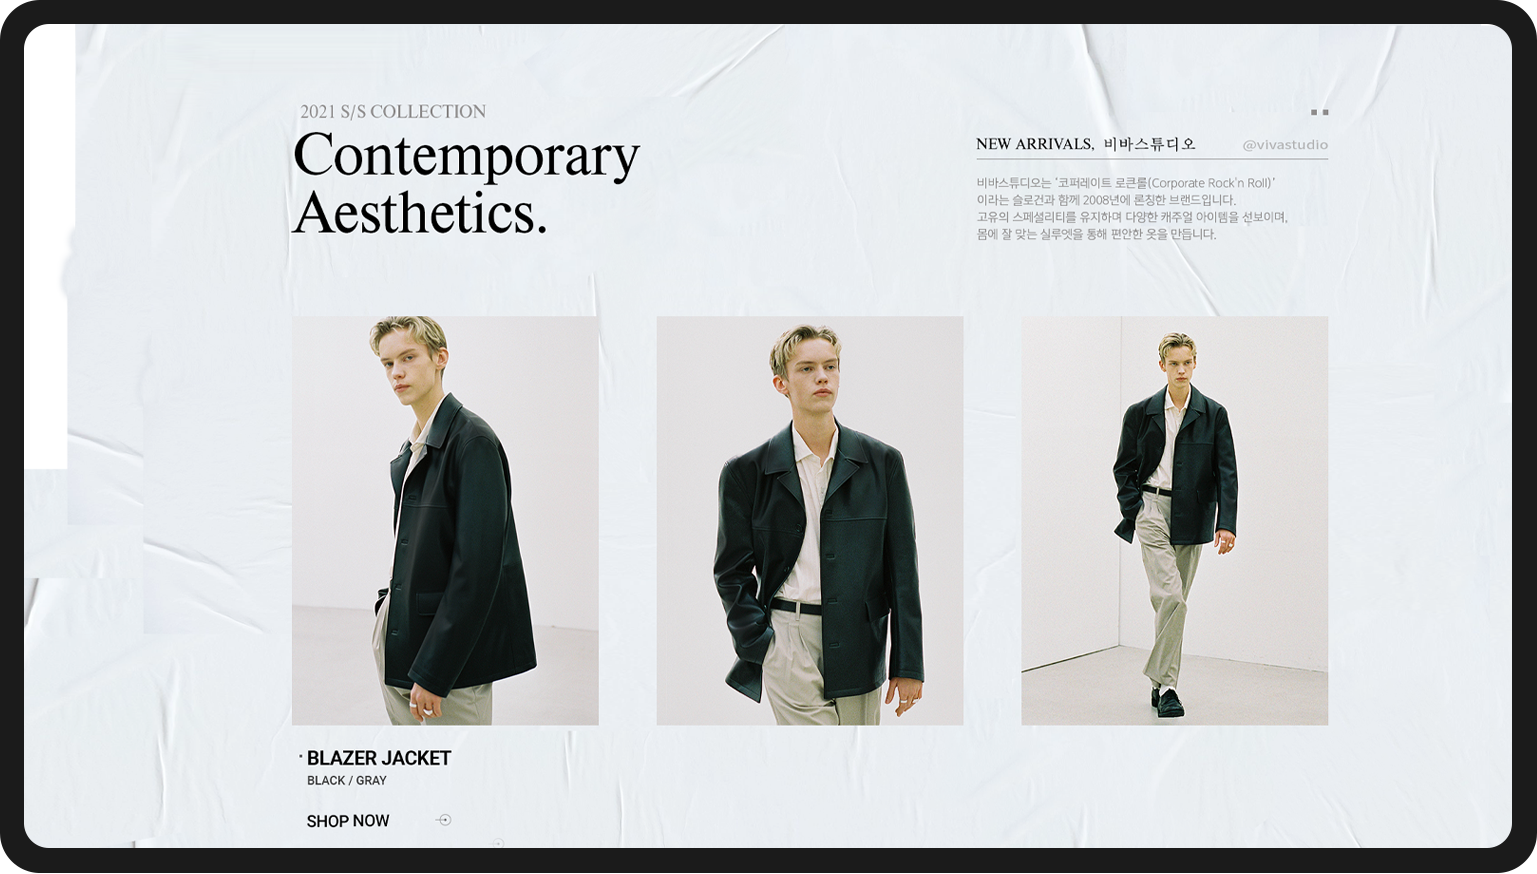 2021 S/S COLLECTION
Contemporary
Aesthetics.
NEW ARRIVALS, 비바스튜디오 @vivastudio
비바스튜디오는 ‘코퍼레이트 로큰롤(Corporate Rock'n Roll)’
이라는 슬로건과 함께 2008년에 론칭한 브랜드입니다.
고유의 스페셜리티를 유지하며 다양한 캐주얼 아이템을 선보이며,
몸에 잘 맞는 실루엣을 통해 편안한 옷을 만듭니다.
BLAZER JACKET
BLACK / GRAY
SHOP NOW